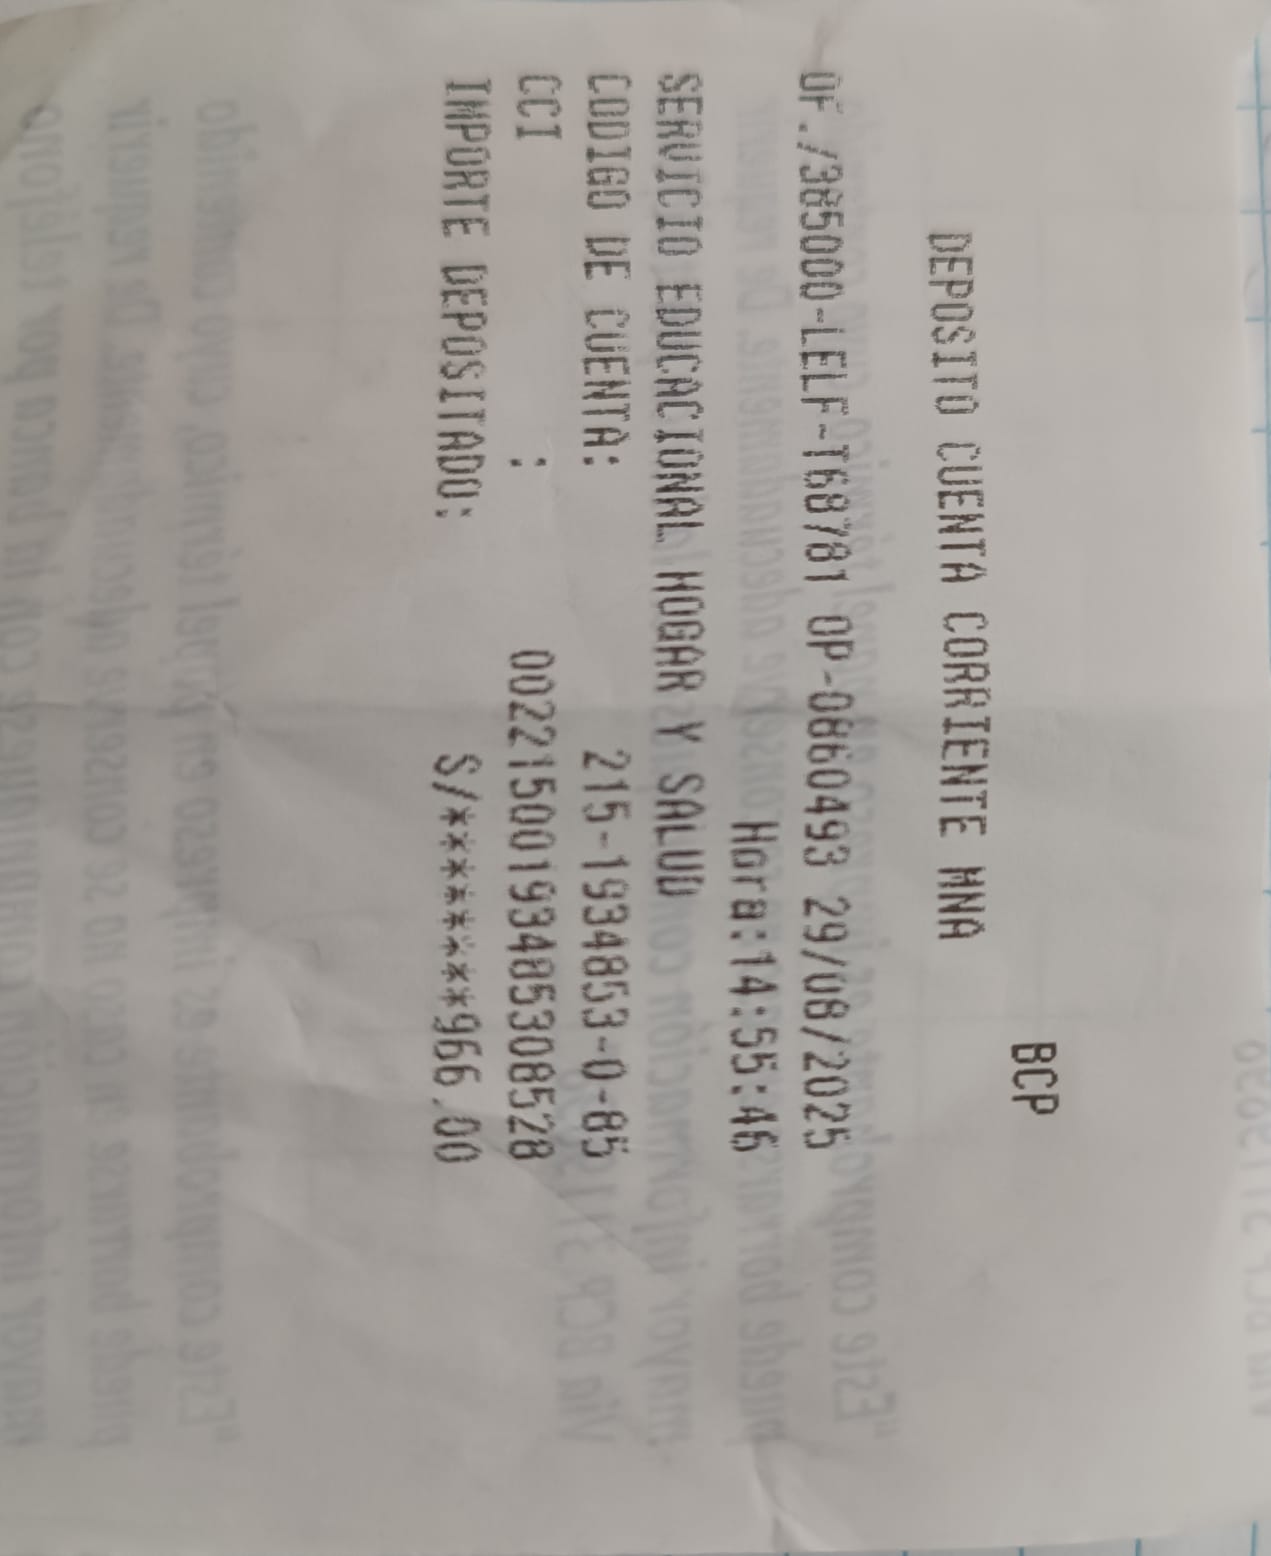 BCP
DEPOSITO CUENTA CORRIENTE MNA
OF./385000-LELF-T68781 OP-0860493 29/08/2025
Hora:14:55:46
SERVICIO EDUCACIONAL HOGAR Y SALUD
CODIGO DE CUENTA: 215-1934853-0-85
CCI : 00221500193485308528
IMPORTE DEPOSITADO: S/*******966.00